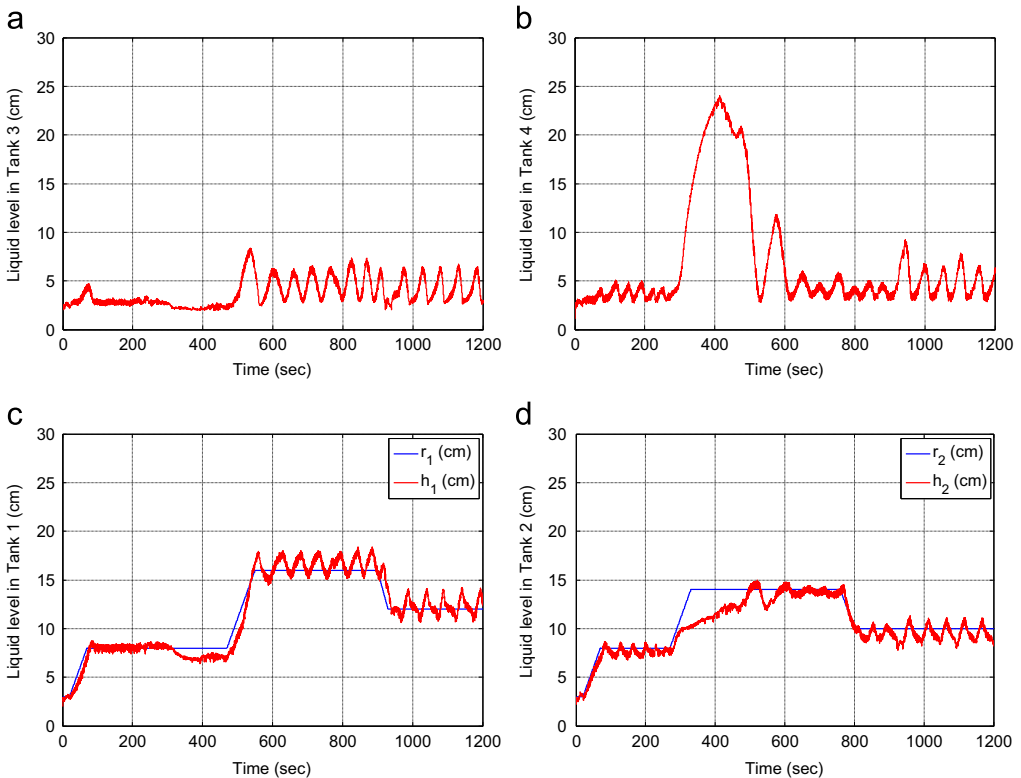 a
Liquid level in Tank 3 (cm)
30
25
20
15
10
5
0
0 200 400 600 800 1000 1200
Time (sec)
b
Liquid level in Tank 4 (cm)
30
25
20
15
10
5
0
0 200 400 600 800 1000 1200
Time (sec)
c
Liquid level in Tank 1 (cm)
30
25
20
15
10
5
0
r_1 (cm)
h_1 (cm)
0 200 400 600 800 1000 1200
Time (sec)
d
Liquid level in Tank 2 (cm)
30
25
20
15
10
5
0
r_2 (cm)
h_2 (cm)
0 200 400 600 800 1000 1200
Time (sec)